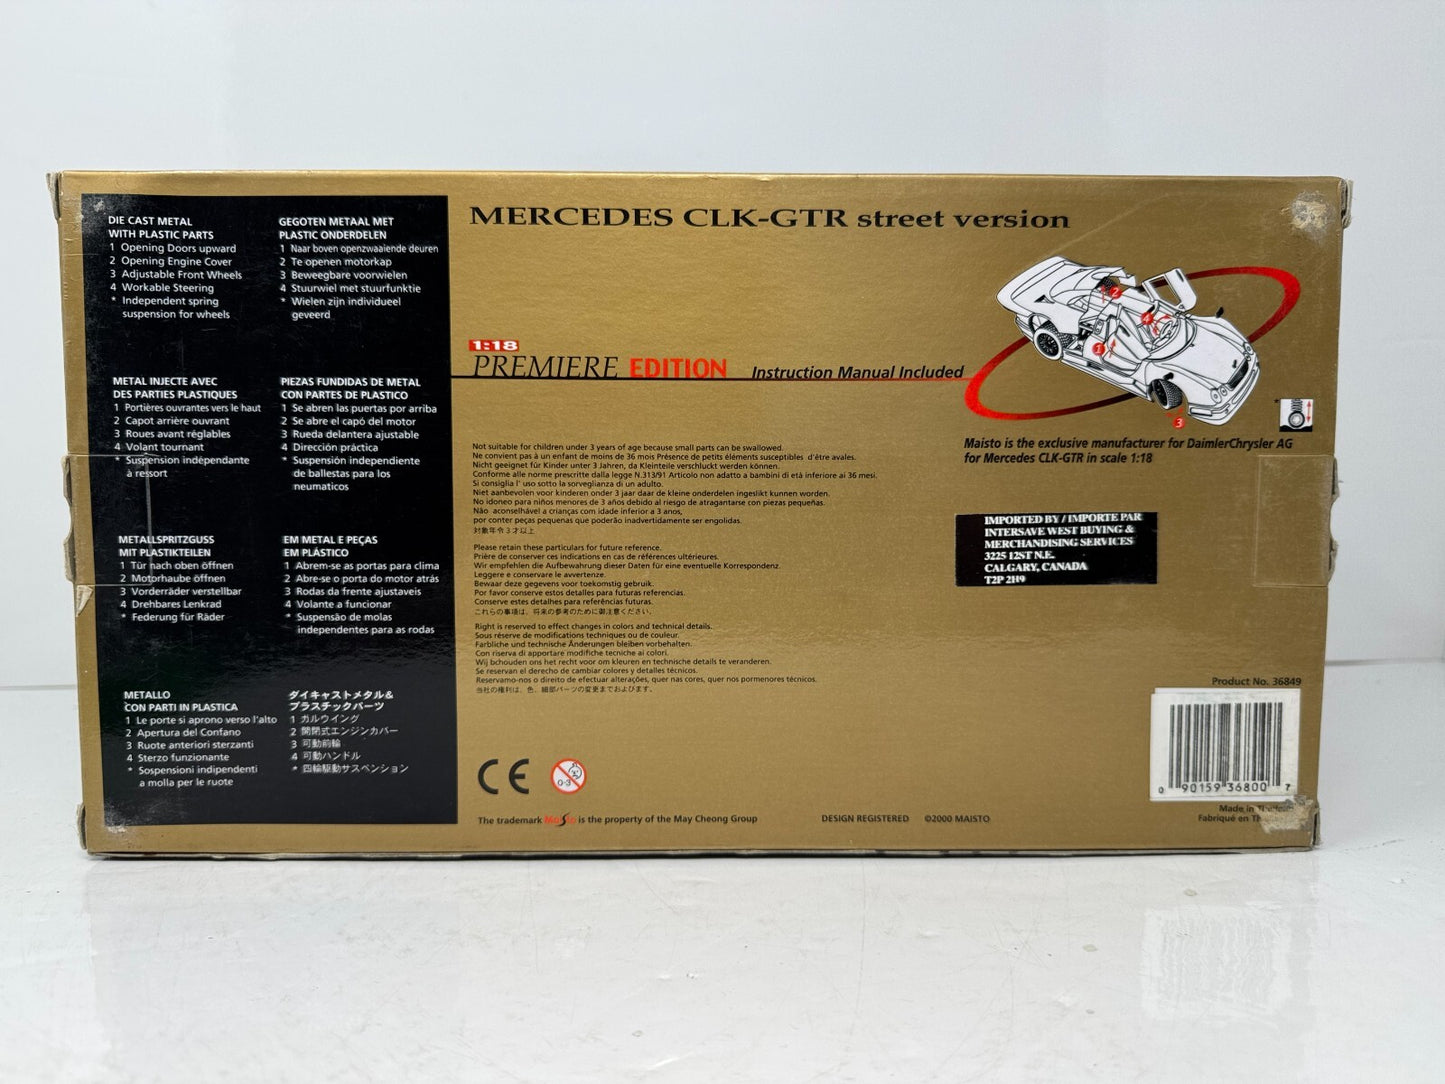 DIE CAST METAL
WITH PLASTIC PARTS
1 Opening Doors upward
2 Opening Engine Cover
3 Adjustable Front Wheels
4 Workable Steering
* Independent spring
suspension for wheels
GEGOTEN METAAL MET
PLASTIC ONDERDELEN
1 Naar boven openzwaaiende deuren
2 Te openen motorkap
3 Beweegbare voorwielen
4 Stuurwiel met stuurfunktie
* Wielen zijn individueel
geveerd
METAL INJECTE AVEC
DES PARTIES PLASTIQUES
1 Portières ouvrantes vers le haut
2 Capot arrière ouvrant
3 Roues avant réglables
4 Volant tournant
* Suspension indépendante
à ressort
PIEZAS FUNDIDAS DE METAL
CON PARTES DE PLASTICO
1 Se abren las puertas por arriba
2 Se abre el capó del motor
3 Rueda delantera ajustable
4 Dirección práctica
* Suspensión independiente
de ballestas para los
neumaticos
METALLSPRITZGUSS
MIT PLASTIKTEILEN
1 Tür nach oben öffnen
2 Motorhaube öffnen
3 Vorderräder verstellbar
4 Drehbares Lenkrad
* Federung für Räder
EM METAL E PEÇAS
EM PLÁSTICO
1 Abrem-se as portas para clima
2 Abre-se o porta do motor atrás
3 Rodas da frente ajustaveis
4 Volante a funcionar
* Suspensão de molas
independentes para as rodas
METALLO
CON PARTI IN PLASTICA
1 Le porte si aprono verso l'alto
2 Apertura del Confano
3 Ruote anteriori sterzanti
4 Sterzo funzionante
* Sospensioni indipendenti
a molla per le ruote
ダイキャストメタル&
プラスチックパーツ
1 ガルウイング
2 開閉式エンジンカバー
3 可動前輪
4 可動ハンドル
* 四輪駆動サスペンション
MERCEDES CLK-GTR street version
1:18
PREMIERE EDITION Instruction Manual Included
1
2
3
4
*
Maisto is the exclusive manufacturer for DaimlerChrysler AG
for Mercedes CLK-GTR in scale 1:18
Not suitable for children under 3 years of age because small parts can be swallowed.
Ne convient pas à un enfant de moins de 36 mois Présence de petits éléments susceptibles d'être avales.
Nicht geeignet für Kinder unter 3 Jahren, da Kleinteile verschluckt werden können.
Conforme alle norme prescritte dalla legge N.313/91 Articolo non adatto a bambini di età inferiore ai 36 mesi.
Si consiglia l' uso sotto la sorveglianza di un adulto.
Niet aanbevolen voor kinderen onder 3 jaar daar de kleine onderdelen ingeslikt kunnen worden.
No idoneo para niños menores de 3 años debido al riesgo de atragantarse con piezas pequeñas.
Não aconselhável a crianças com idade inferior a 3 anos,
por conter peças pequenas que poderão inadvertidamente ser engolidas.
対象年令3才以上
Please retain these particulars for future reference.
Prière de conserver ces indications en cas de références ultérieures.
Wir empfehlen die Aufbewahrung dieser Daten für eine eventuelle Korrespondenz.
Leggere e conservare le avvertenze.
Bewaar deze gegevens voor toekomstig gebruik.
Por favor conserve estos detalles para futuras referencias.
Conserve estes detalhes para referências futuras.
これらの事項は、将来の参考のために御注意ください。
Right is reserved to effect changes in colors and technical details.
Sous réserve de modifications techniques ou de couleur.
Farbliche und technische Änderungen bleiben vorbehalten.
Con riserva di apportare modifiche tecniche ai colori.
Wij bchouden ons het recht voor om kleuren en technische details te veranderen.
Se reservan el derecho de cambiar colores y detalles técnicos.
Reservamo-nos o direito de efectuar alterações, quer nas cores, quer nos pormenores técnicos.
当社の権利は、色、細部パーツの変更までおよびます。
IMPORTED BY / IMPORTE PAR
INTERSAVE WEST BUYING &
MERCHANDISING SERVICES
3225 12ST N.E.
CALGARY, CANADA
T2P 2H9
Product No. 36849
0 90159 36800 7
Made in
Fabriqué en
CE
0-3
The trademark Maisto is the property of the May Cheong Group
DESIGN REGISTERED ©2000 MAISTO